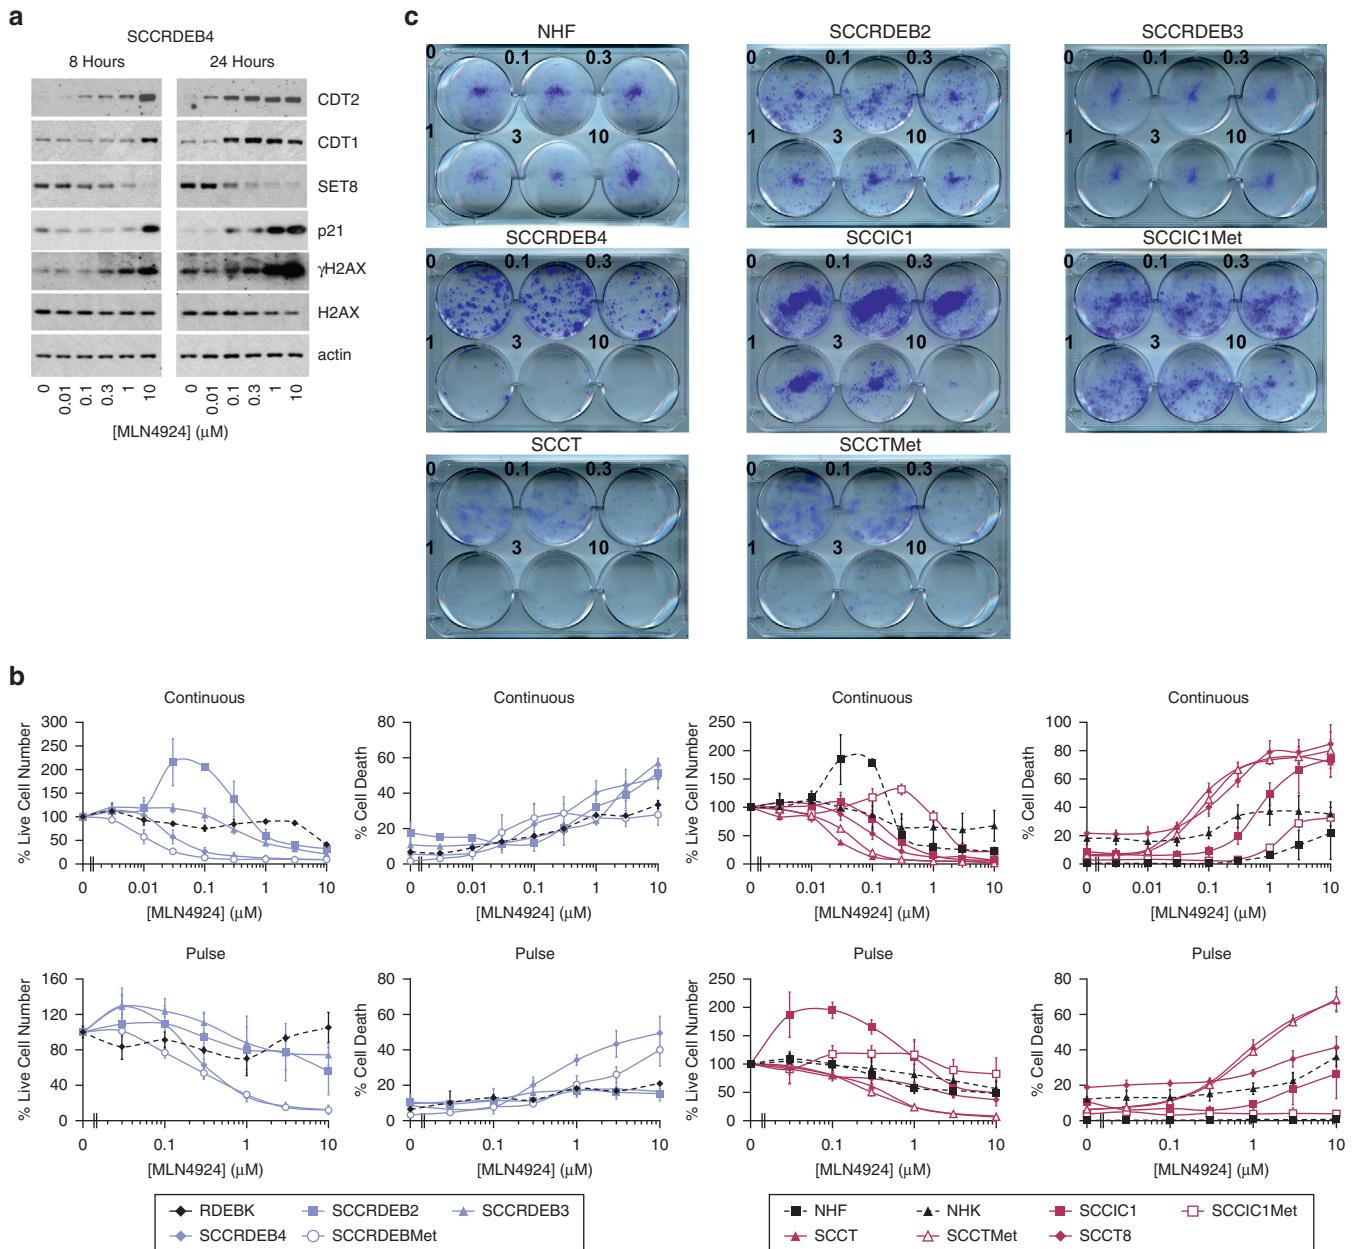 a
SCCRDEB4
8 Hours 24 Hours
CDT2
CDT1
SET8
p21
γH2AX
H2AX
actin
0 0.01 0.1 0.3 1 10 0 0.01 0.1 0.3 1 10
[MLN4924] (μM)
c
NHF
0 0.1 0.3
1 3 10
SCCRDEB2
0 0.1 0.3
1 3 10
SCCRDEB3
0 0.1 0.3
1 3 10
SCCRDEB4
0 0.1 0.3
1 3 10
SCCIC1
0 0.1 0.3
1 3 10
SCCIC1Met
0 0.1 0.3
1 3 10
SCCT
0 0.1 0.3
1 3 10
SCCTMet
0 0.1 0.3
1 3 10
b
Continuous
% Live Cell Number
300
250
200
150
100
50
0
0 0.01 0.1 1 10
[MLN4924] (μM)
Continuous
% Cell Death
80
60
40
20
0
0 0.01 0.1 1 10
[MLN4924] (μM)
Continuous
% Live Cell Number
250
200
150
100
50
0
0 0.01 0.1 1 10
[MLN4924] (μM)
Continuous
% Cell Death
100
80
60
40
20
0
0 0.01 0.1 1 10
[MLN4924] (μM)
Pulse
% Live Cell Number
160
120
80
40
0
0 0.1 1 10
[MLN4924] (μM)
Pulse
% Cell Death
80
60
40
20
0
0 0.1 1 10
[MLN4924] (μM)
Pulse
% Live Cell Number
250
200
150
100
50
0
0 0.1 1 10
[MLN4924] (μM)
Pulse
% Cell Death
80
60
40
20
0
0 0.1 1 10
[MLN4924] (μM)
RDEBK SCCRDEB2 SCCRDEB3
SCCRDEB4 SCCRDEBMet
NHF NHK SCCIC1 SCCIC1Met
SCCT SCCTMet SCCT8